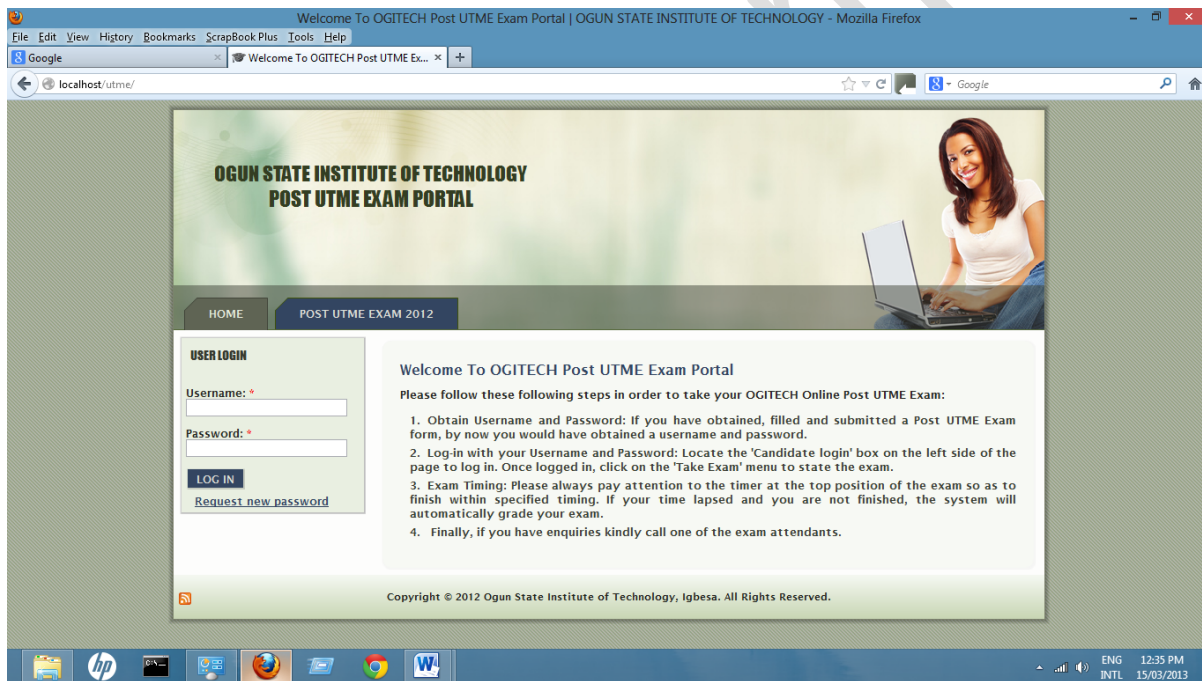 Welcome To OGITECH Post UTME Exam Portal | OGUN STATE INSTITUTE OF TECHNOLOGY - Mozilla Firefox
File Edit View History Bookmarks ScrapBook Plus Tools Help
Google
Welcome To OGITECH Post UTME Ex...
localhost/utme/
Google
OGUN STATE INSTITUTE OF TECHNOLOGY
POST UTME EXAM PORTAL
HOME
POST UTME EXAM 2012
USER LOGIN
Username: *
Password: *
LOG IN
Request new password
Welcome To OGITECH Post UTME Exam Portal
Please follow these following steps in order to take your OGITECH Online Post UTME Exam:
1. Obtain Username and Password: If you have obtained, filled and submitted a Post UTME Exam
form, by now you would have obtained a username and password.
2. Log-in with your Username and Password: Locate the 'Candidate login' box on the left side of the
page to log in. Once logged in, click on the 'Take Exam' menu to state the exam.
3. Exam Timing: Please always pay attention to the timer at the top position of the exam so as to
finish within specified timing. If your time lapsed and you are not finished, the system will
automatically grade your exam.
4. Finally, if you have enquiries kindly call one of the exam attendants.
Copyright © 2012 Ogun State Institute of Technology, Igbesa. All Rights Reserved.
hp
C:\
W
ENG 12:35 PM
INTL 15/03/2013